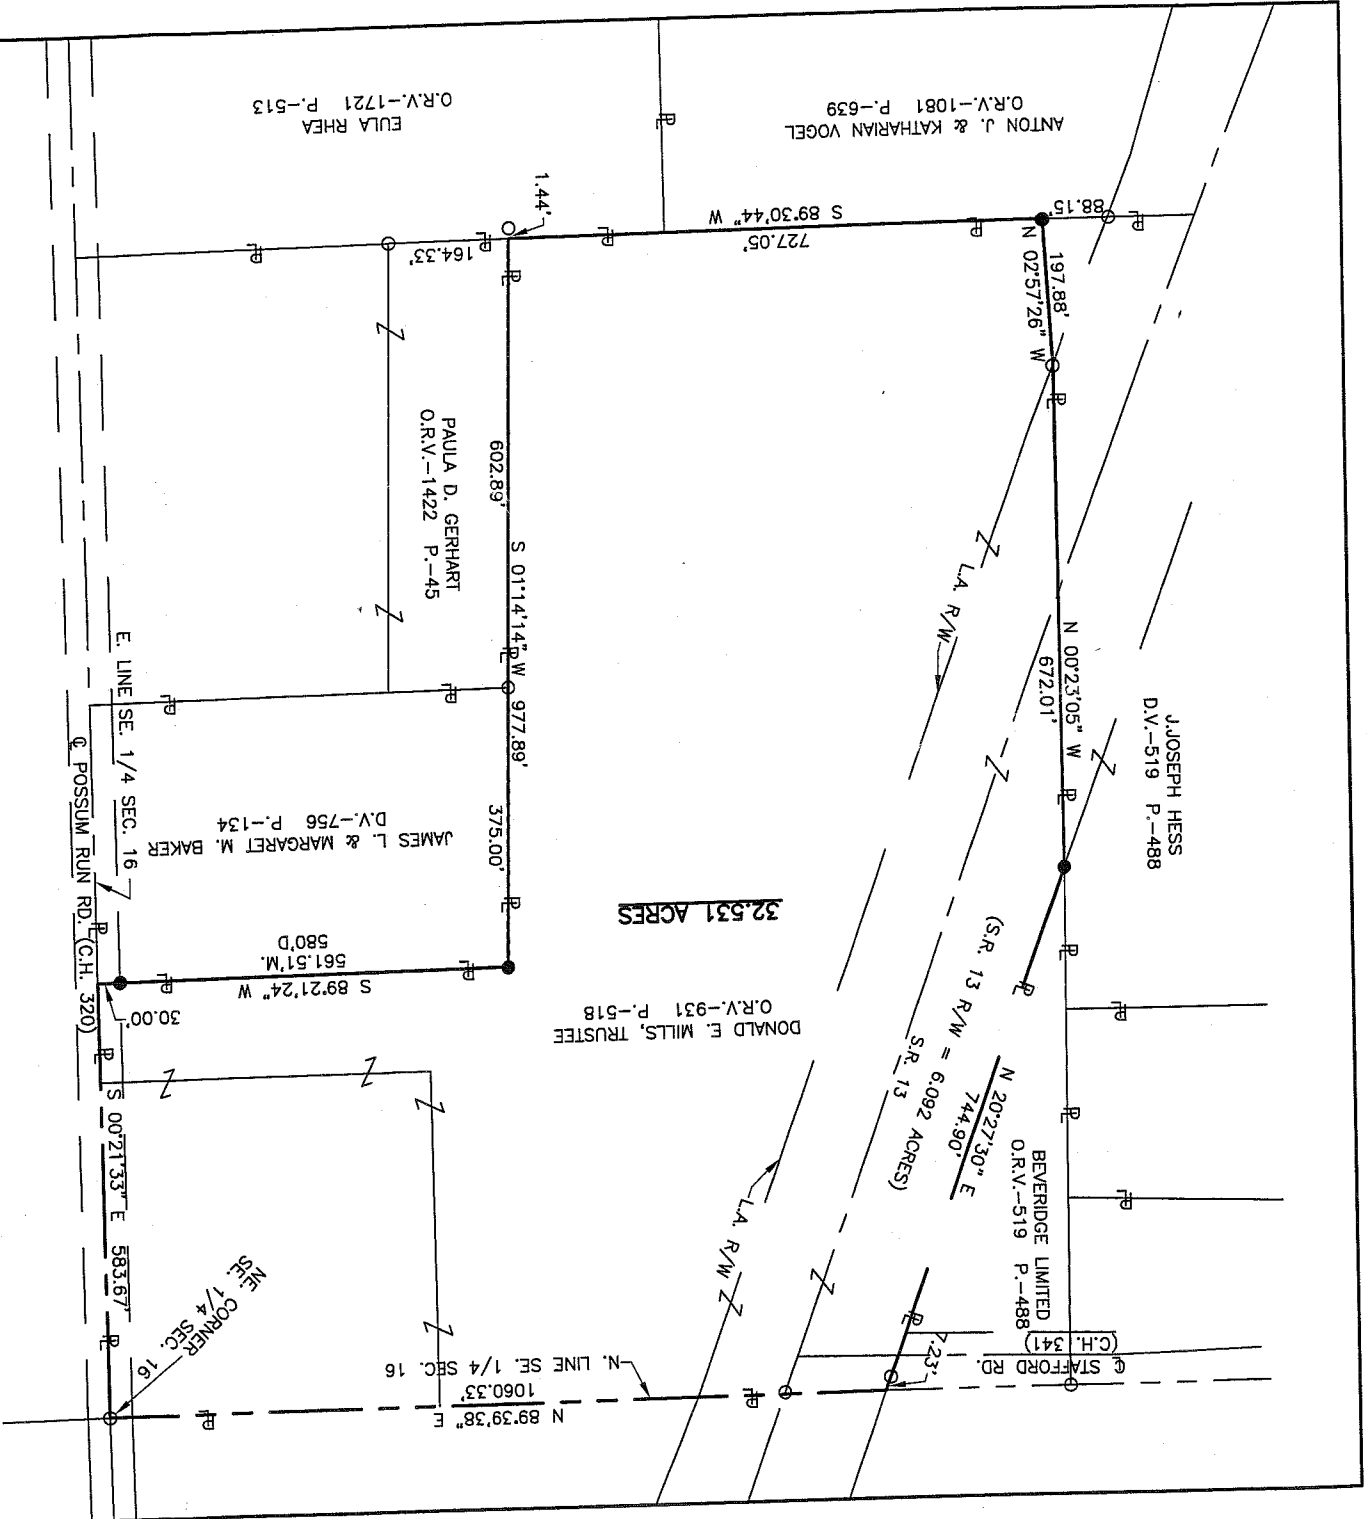 EULA RHEA
O.R.V.-1721 P.-513
ANTON J. & KATHARIAN VOGEL
O.R.V.-1081 P.-639
1.44'
S 89°30'44" W
727.05'
88.15'
164.33'
197.88'
N 02°57'26" W
PAULA D. GERHART
O.R.V.-1422 P.-45
602.89'
S 01°14'14" W 977.89'
375.00'
L.A. R/W
N 00°23'05" W
672.01'
J.JOSEPH HESS
D.V.-519 P.-488
E. LINE SE. 1/4 SEC. 16
℄ POSSUM RUN RD. (C.H. 320)
JAMES L. & MARGARET M. BAKER
D.V.-756 P.-134
32.531 ACRES
S 89°21'24" W
561.51'M.
580'D
30.00'
DONALD E. MILLS, TRUSTEE
O.R.V.-931 P.-518
(S.R. 13 R/W = 6.092 ACRES)
S.R. 13
N 20°27'30" E
744.90'
BEVERIDGE LIMITED
O.R.V.-519 P.-488
S 00°21'33" E 583.67'
L.A. R/W
NE. CORNER
SE. 1/4 SEC. 16
N. LINE SE. 1/4 SEC. 16
N 89°39'38" E
1060.33'
7.23'
℄ STAFFORD RD.
(C.H. 341)